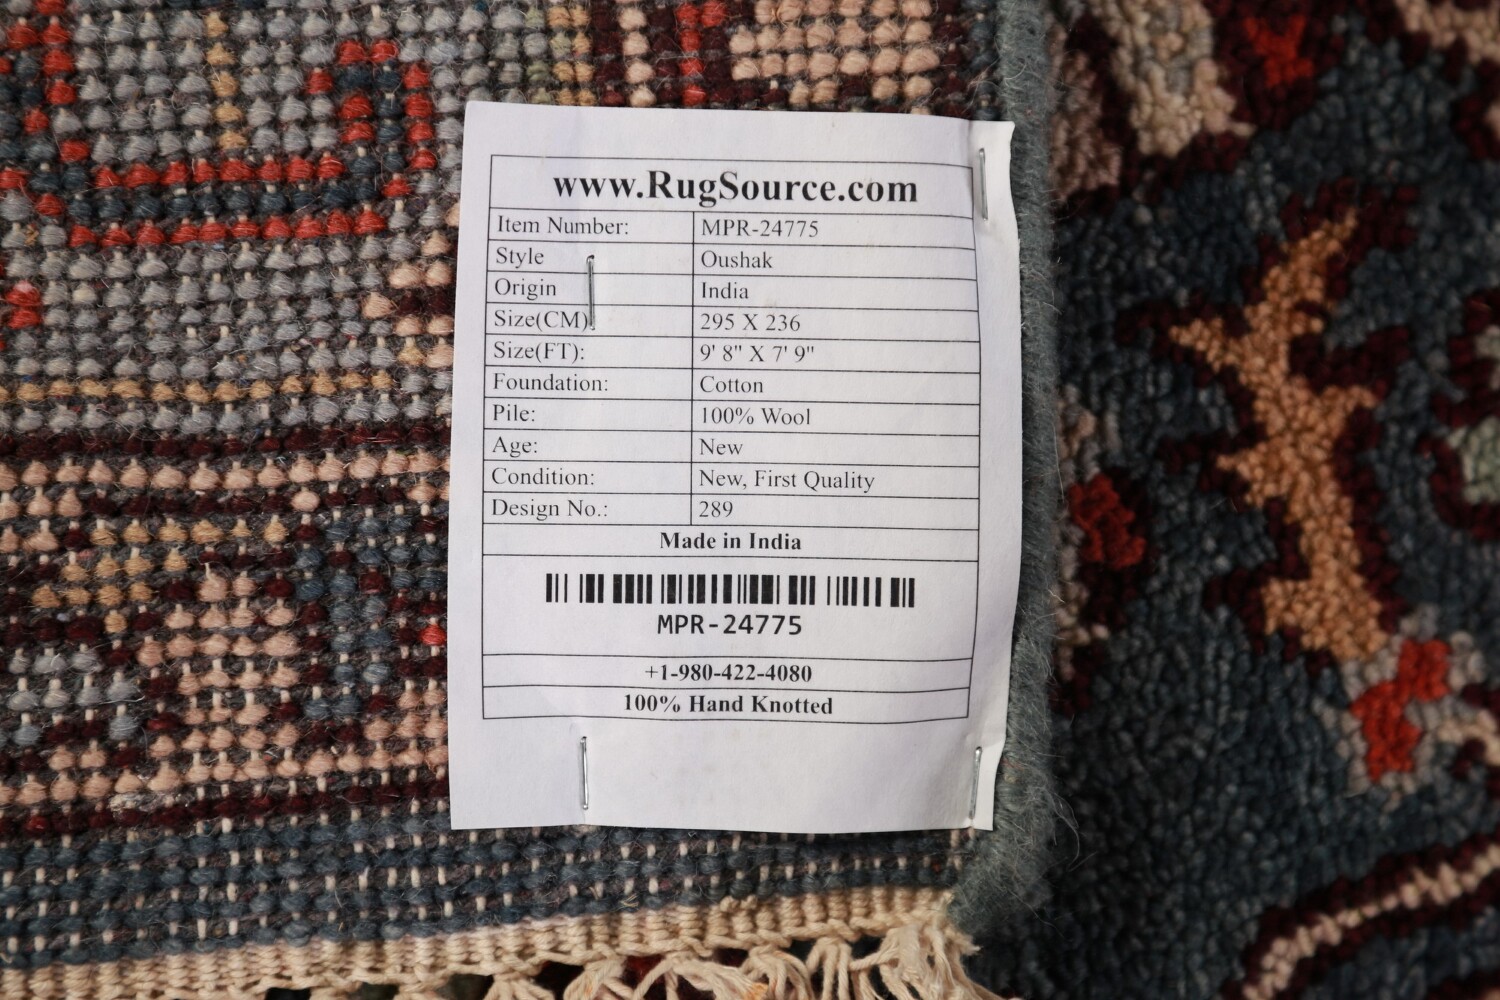 www.RugSource.com
Item Number: MPR-24775
Style Oushak
Origin India
Size(CM) 295 X 236
Size(FT): 9' 8" X 7' 9"
Foundation: Cotton
Pile: 100% Wool
Age: New
Condition: New, First Quality
Design No.: 289
Made in India
MPR-24775
+1-980-422-4080
100% Hand Knotted